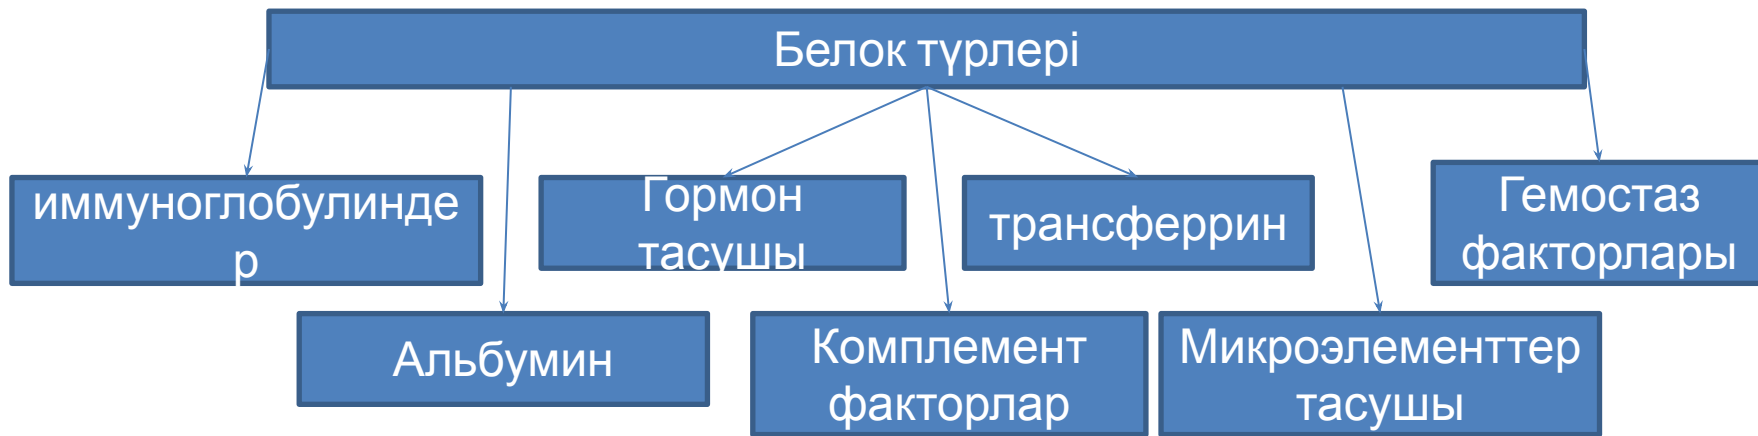 Белок түрлері
иммуноглобулинде
р
Гормон
тасушы
трансферрин
Гемостаз
факторлары
Альбумин
Комплемент
факторлар
Микроэлементтер
тасушы